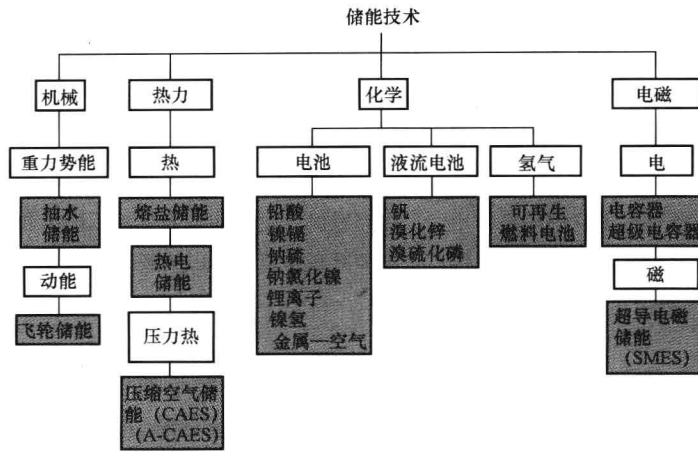 储能技术
机械
热力
化学
电磁
重力势能
热
电池
液流电池
氢气
电
抽水
储能
熔盐储能
铅酸
镍镉
钠硫
钠氯化镍
锂离子
镍氢
金属—空气
钒
溴化锌
溴硫化磷
可再生
燃料电池
电容器
超级电容器
热电
储能
动能
磁
飞轮储能
压力热
超导电磁
储能
(SMES)
压缩空气储
能 (CAES)
(A-CAES)